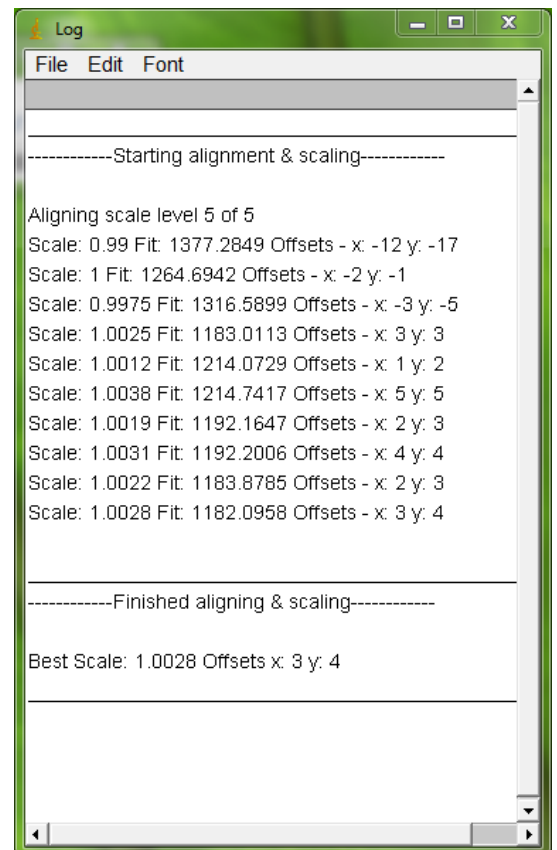 Log
File Edit Font
------------Starting alignment & scaling------------
Aligning scale level 5 of 5
Scale: 0.99 Fit: 1377.2849 Offsets - x: -12 y: -17
Scale: 1 Fit: 1264.6942 Offsets - x: -2 y: -1
Scale: 0.9975 Fit: 1316.5899 Offsets - x: -3 y: -5
Scale: 1.0025 Fit: 1183.0113 Offsets - x: 3 y: 3
Scale: 1.0012 Fit: 1214.0729 Offsets - x: 1 y: 2
Scale: 1.0038 Fit: 1214.7417 Offsets - x: 5 y: 5
Scale: 1.0019 Fit: 1192.1647 Offsets - x: 2 y: 3
Scale: 1.0031 Fit: 1192.2006 Offsets - x: 4 y: 4
Scale: 1.0022 Fit: 1183.8785 Offsets - x: 2 y: 3
Scale: 1.0028 Fit: 1182.0958 Offsets - x: 3 y: 4
------------Finished aligning & scaling------------
Best Scale: 1.0028 Offsets x: 3 y: 4